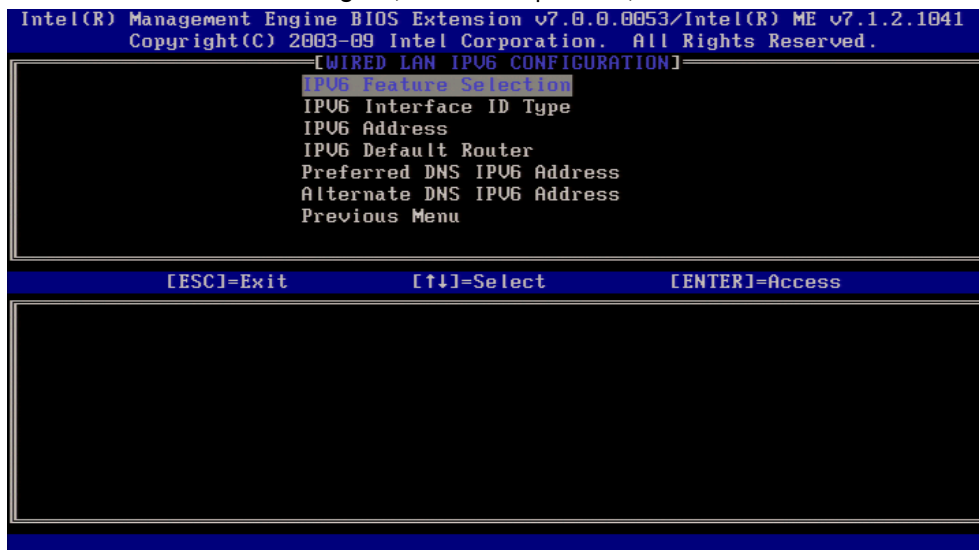 Intel(R) Management Engine BIOS Extension v7.0.0.0053/Intel(R) ME v7.1.2.1041
Copyright(C) 2003-09 Intel Corporation. All Rights Reserved.
[WIRED LAN IPV6 CONFIGURATION]
IPV6 Feature Selection
IPV6 Interface ID Type
IPV6 Address
IPV6 Default Router
Preferred DNS IPV6 Address
Alternate DNS IPV6 Address
Previous Menu
[ESC]=Exit [↑↓]=Select [ENTER]=Access